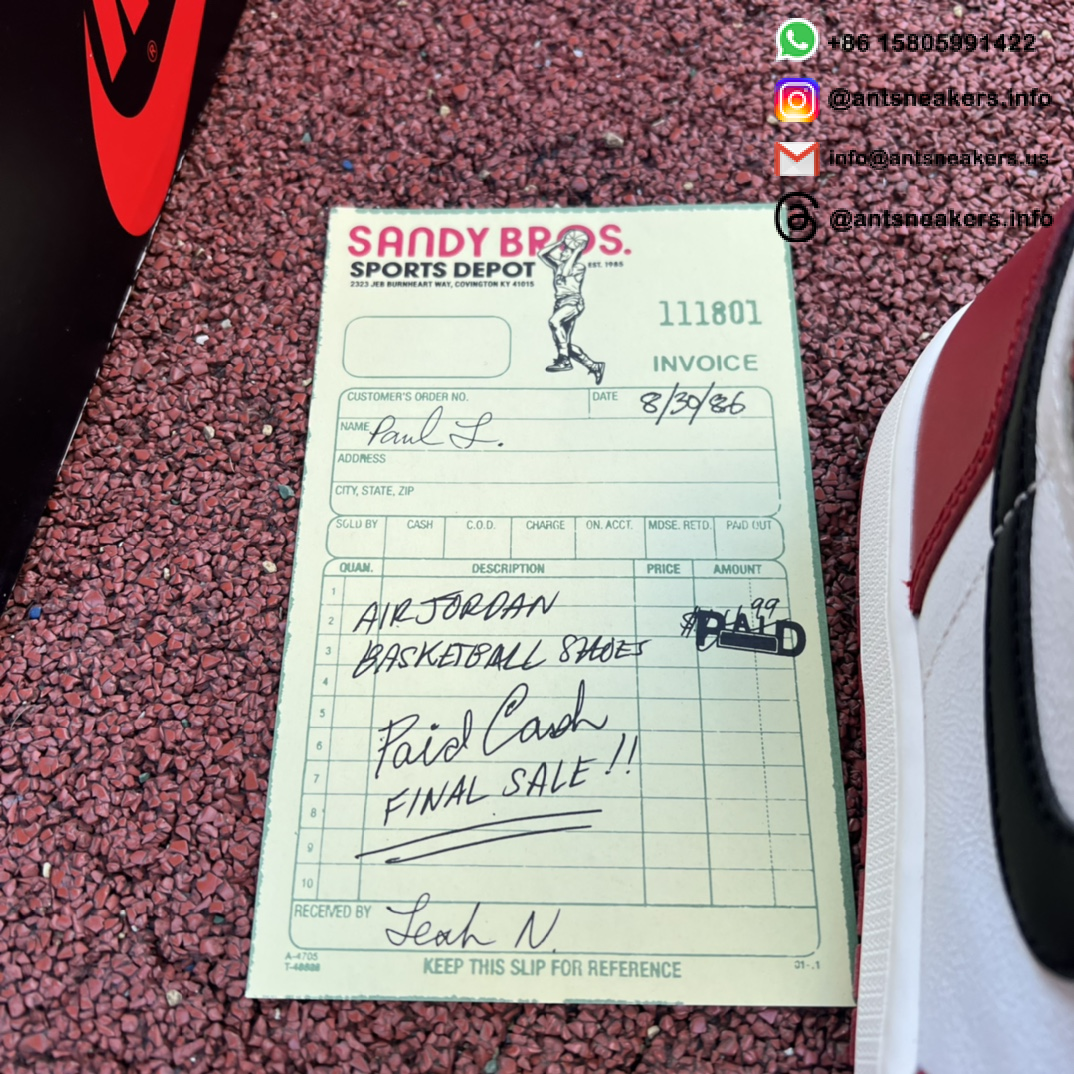 +86 15805991422
@antsneakers.info
info@antsneakers.us
@antsneakers.info
®
SANDY BROS.
SPORTS DEPOT
EST. 1985
2323 JEB BURNHEART WAY, COVINGTON KY 41015
111801
INVOICE
CUSTOMER'S ORDER NO. DATE 8/30/86
NAME Paul L.
ADDRESS
CITY, STATE, ZIP
SOLD BY CASH C.O.D. CHARGE ON. ACCT. MDSE. RETD. PAID OUT
QUAN. DESCRIPTION PRICE AMOUNT
1
2 AIR JORDAN $ 99
3 BASKETBALL SHOES PAID
4
5 Paid Cash
6
7 FINAL SALE!!
8
9
10
RECEIVED BY Leah N.
A-4705
KEEP THIS SLIP FOR REFERENCE